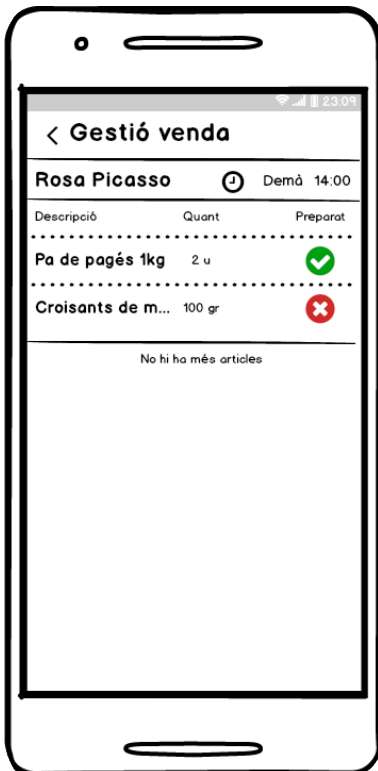 23:09
< Gestió venda
Rosa Picasso Demà 14:00
Descripció Quant Preparat
Pa de pagés 1kg 2 u
Croisants de m... 100 gr
No hi ha més articles